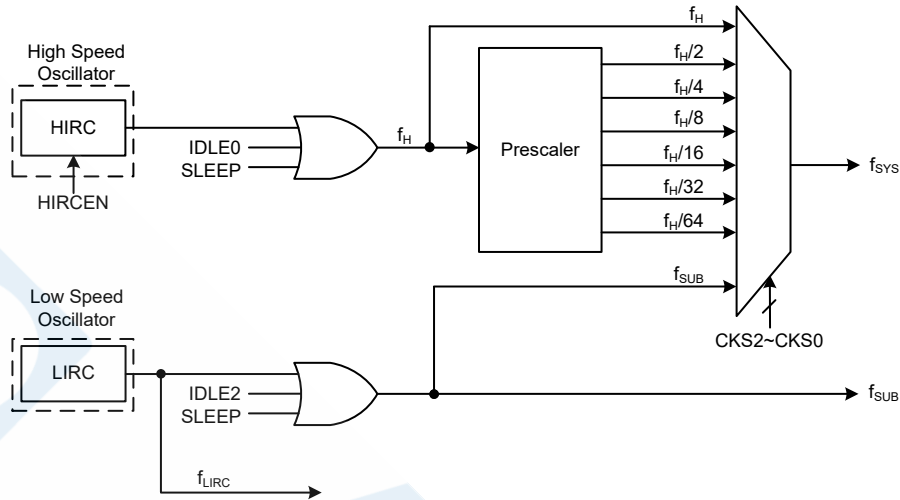 f_H
High Speed
Oscillator
f_H/2
f_H/4
f_H/8
HIRC
IDLE0
SLEEP
f_H
Prescaler
f_H/16
f_SYS
f_H/32
HIRCEN
f_H/64
Low Speed
Oscillator
f_SUB
CKS2~CKS0
LIRC
IDLE2
SLEEP
f_SUB
f_LIRC